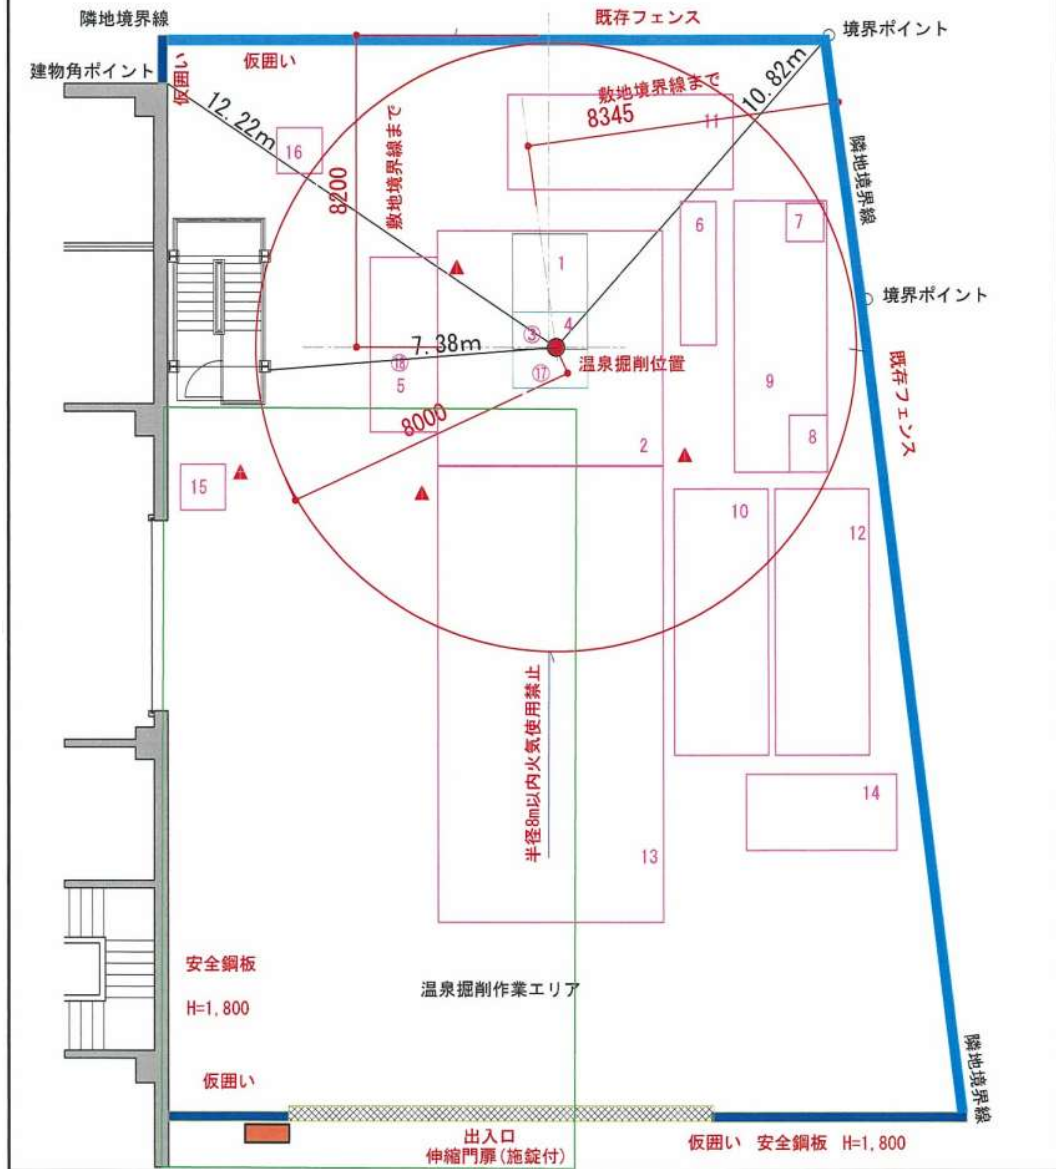 隣地境界線
既存フェンス
境界ポイント
建物角ポイント
仮囲い
仮囲い
12.22m
10.82m
敷地境界線まで
8345
11
敷地境界線まで
8200
隣地境界線
16
6
7
1
境界ポイント
③
4
7.38m
温泉掘削位置
⑱
⑰
5
既存フェンス
9
8000
8
2
15
10
12
半径8m以内火気使用禁止
14
13
安全鋼板
H=1,800
温泉掘削作業エリア
隣地境界線
仮囲い
出入口
伸縮門扉(施錠付)
仮囲い 安全鋼板 H=1,800